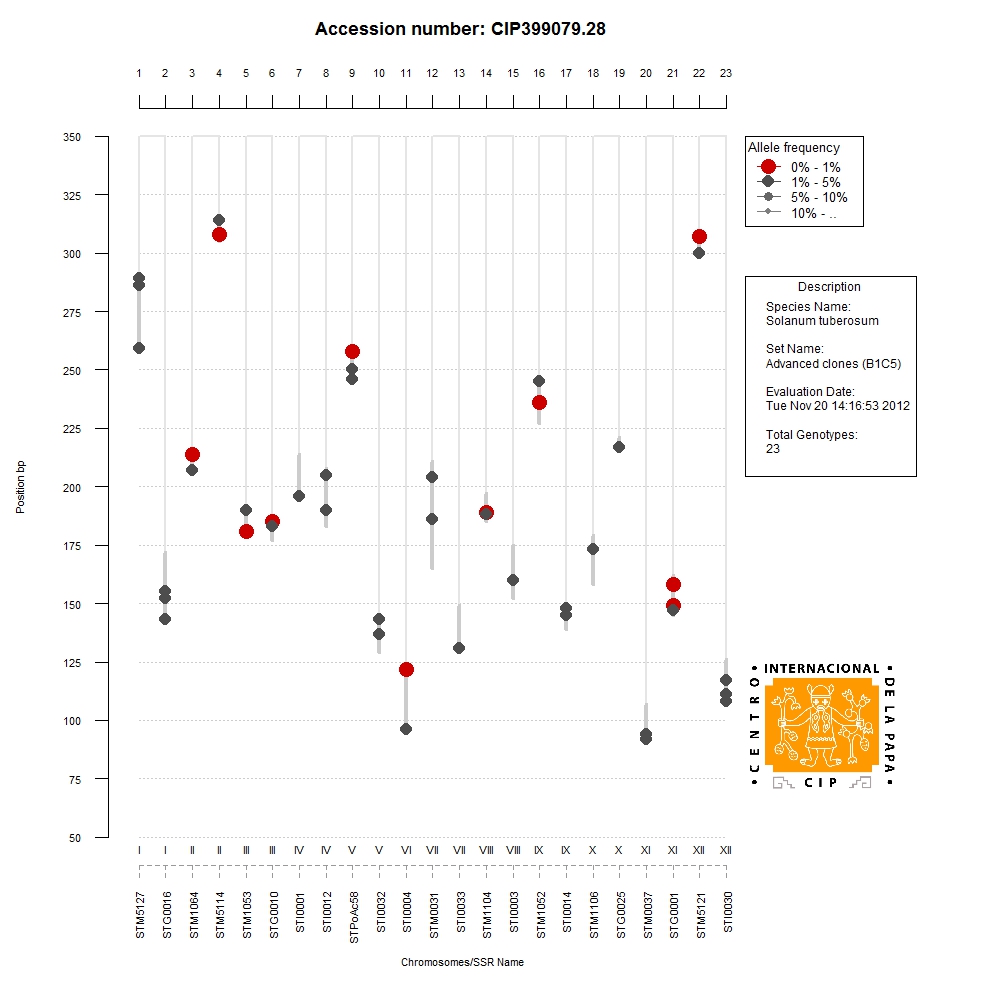 Accession number: CIP399079.28
1 2 3 4 5 6 7 8 9 10 11 12 13 14 15 16 17 18 19 20 21 22 23
350
325
300
275
250
225
200
175
150
125
100
75
50
Position bp
Allele frequency
0% - 1%
1% - 5%
5% - 10%
10% - ..
Description
Species Name:
Solanum tuberosum
Set Name:
Advanced clones (B1C5)
Evaluation Date:
Tue Nov 20 14:16:53 2012
Total Genotypes:
23
• CENTRO
• INTERNACIONAL •
DE LA PAPA •
CIP
I I II II III III IV IV V V VI VII VII VIII VIII IX IX X X XI XI XII XII
STM5127
STG0016
STM1064
STM5114
STM1053
STG0010
STI0001
STI0012
STPoAc58
STI0032
STI0004
STM0031
STI0033
STM1104
STI0003
STM1052
STI0014
STM1106
STG0025
STM0037
STG0001
STM5121
STI0030
Chromosomes/SSR Name